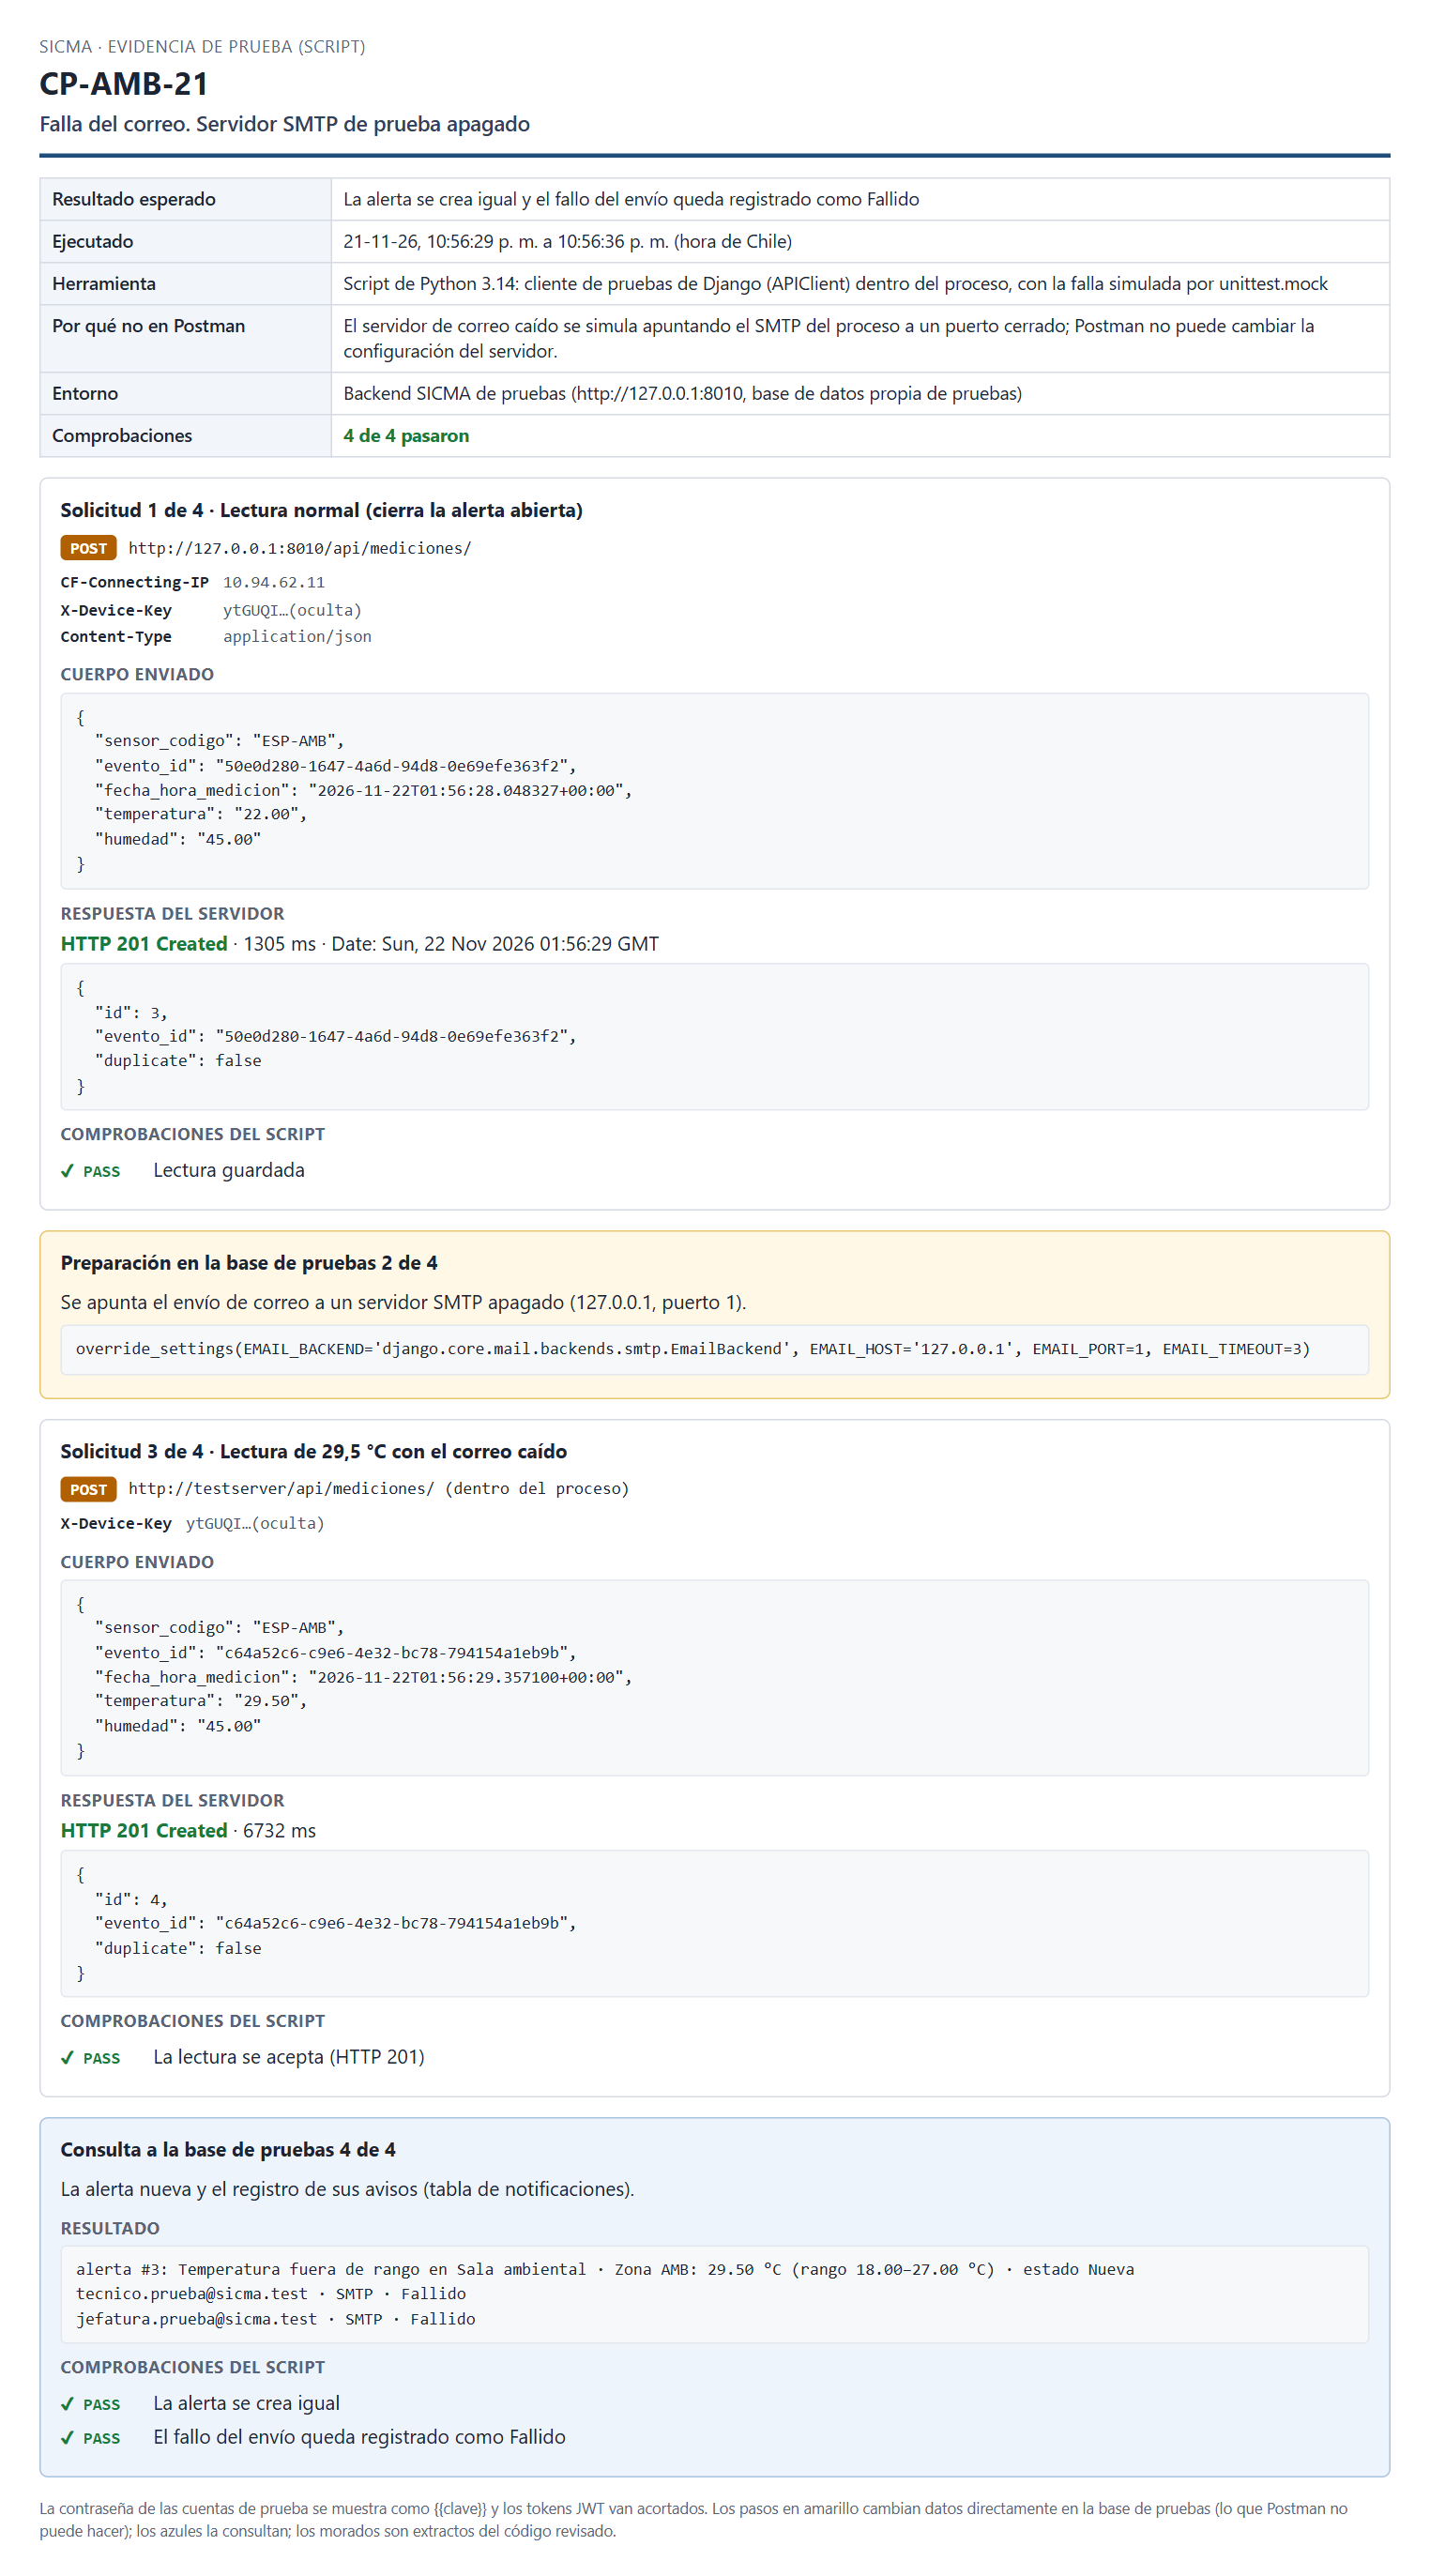 SICMA · EVIDENCIA DE PRUEBA (SCRIPT)
CP-AMB-21
Falla del correo. Servidor SMTP de prueba apagado
Resultado esperado La alerta se crea igual y el fallo del envío queda registrado como Fallido
Ejecutado 21-11-26, 10:56:29 p. m. a 10:56:36 p. m. (hora de Chile)
Herramienta Script de Python 3.14: cliente de pruebas de Django (APIClient) dentro del proceso, con la falla simulada por unittest.mock
Por qué no en Postman El servidor de correo caído se simula apuntando el SMTP del proceso a un puerto cerrado; Postman no puede cambiar la
configuración del servidor.
Entorno Backend SICMA de pruebas (http://127.0.0.1:8010, base de datos propia de pruebas)
Comprobaciones 4 de 4 pasaron
Solicitud 1 de 4 · Lectura normal (cierra la alerta abierta)
POST http://127.0.0.1:8010/api/mediciones/
CF-Connecting-IP 10.94.62.11
X-Device-Key ytGUQI…(oculta)
Content-Type application/json
CUERPO ENVIADO
{
"sensor_codigo": "ESP-AMB",
"evento_id": "50e0d280-1647-4a6d-94d8-0e69efe363f2",
"fecha_hora_medicion": "2026-11-22T01:56:28.048327+00:00",
"temperatura": "22.00",
"humedad": "45.00"
}
RESPUESTA DEL SERVIDOR
HTTP 201 Created · 1305 ms · Date: Sun, 22 Nov 2026 01:56:29 GMT
{
"id": 3,
"evento_id": "50e0d280-1647-4a6d-94d8-0e69efe363f2",
"duplicate": false
}
COMPROBACIONES DEL SCRIPT
✔ PASS Lectura guardada
Preparación en la base de pruebas 2 de 4
Se apunta el envío de correo a un servidor SMTP apagado (127.0.0.1, puerto 1).
override_settings(EMAIL_BACKEND='django.core.mail.backends.smtp.EmailBackend', EMAIL_HOST='127.0.0.1', EMAIL_PORT=1, EMAIL_TIMEOUT=3)
Solicitud 3 de 4 · Lectura de 29,5 °C con el correo caído
POST http://testserver/api/mediciones/ (dentro del proceso)
X-Device-Key ytGUQI…(oculta)
CUERPO ENVIADO
{
"sensor_codigo": "ESP-AMB",
"evento_id": "c64a52c6-c9e6-4e32-bc78-794154a1eb9b",
"fecha_hora_medicion": "2026-11-22T01:56:29.357100+00:00",
"temperatura": "29.50",
"humedad": "45.00"
}
RESPUESTA DEL SERVIDOR
HTTP 201 Created · 6732 ms
{
"id": 4,
"evento_id": "c64a52c6-c9e6-4e32-bc78-794154a1eb9b",
"duplicate": false
}
COMPROBACIONES DEL SCRIPT
✔ PASS La lectura se acepta (HTTP 201)
Consulta a la base de pruebas 4 de 4
La alerta nueva y el registro de sus avisos (tabla de notificaciones).
RESULTADO
alerta #3: Temperatura fuera de rango en Sala ambiental · Zona AMB: 29.50 °C (rango 18.00–27.00 °C) · estado Nueva
tecnico.prueba@sicma.test · SMTP · Fallido
jefatura.prueba@sicma.test · SMTP · Fallido
COMPROBACIONES DEL SCRIPT
✔ PASS La alerta se crea igual
✔ PASS El fallo del envío queda registrado como Fallido
La contraseña de las cuentas de prueba se muestra como {{clave}} y los tokens JWT van acortados. Los pasos en amarillo cambian datos directamente en la base de pruebas (lo que Postman no
puede hacer); los azules la consultan; los morados son extractos del código revisado.